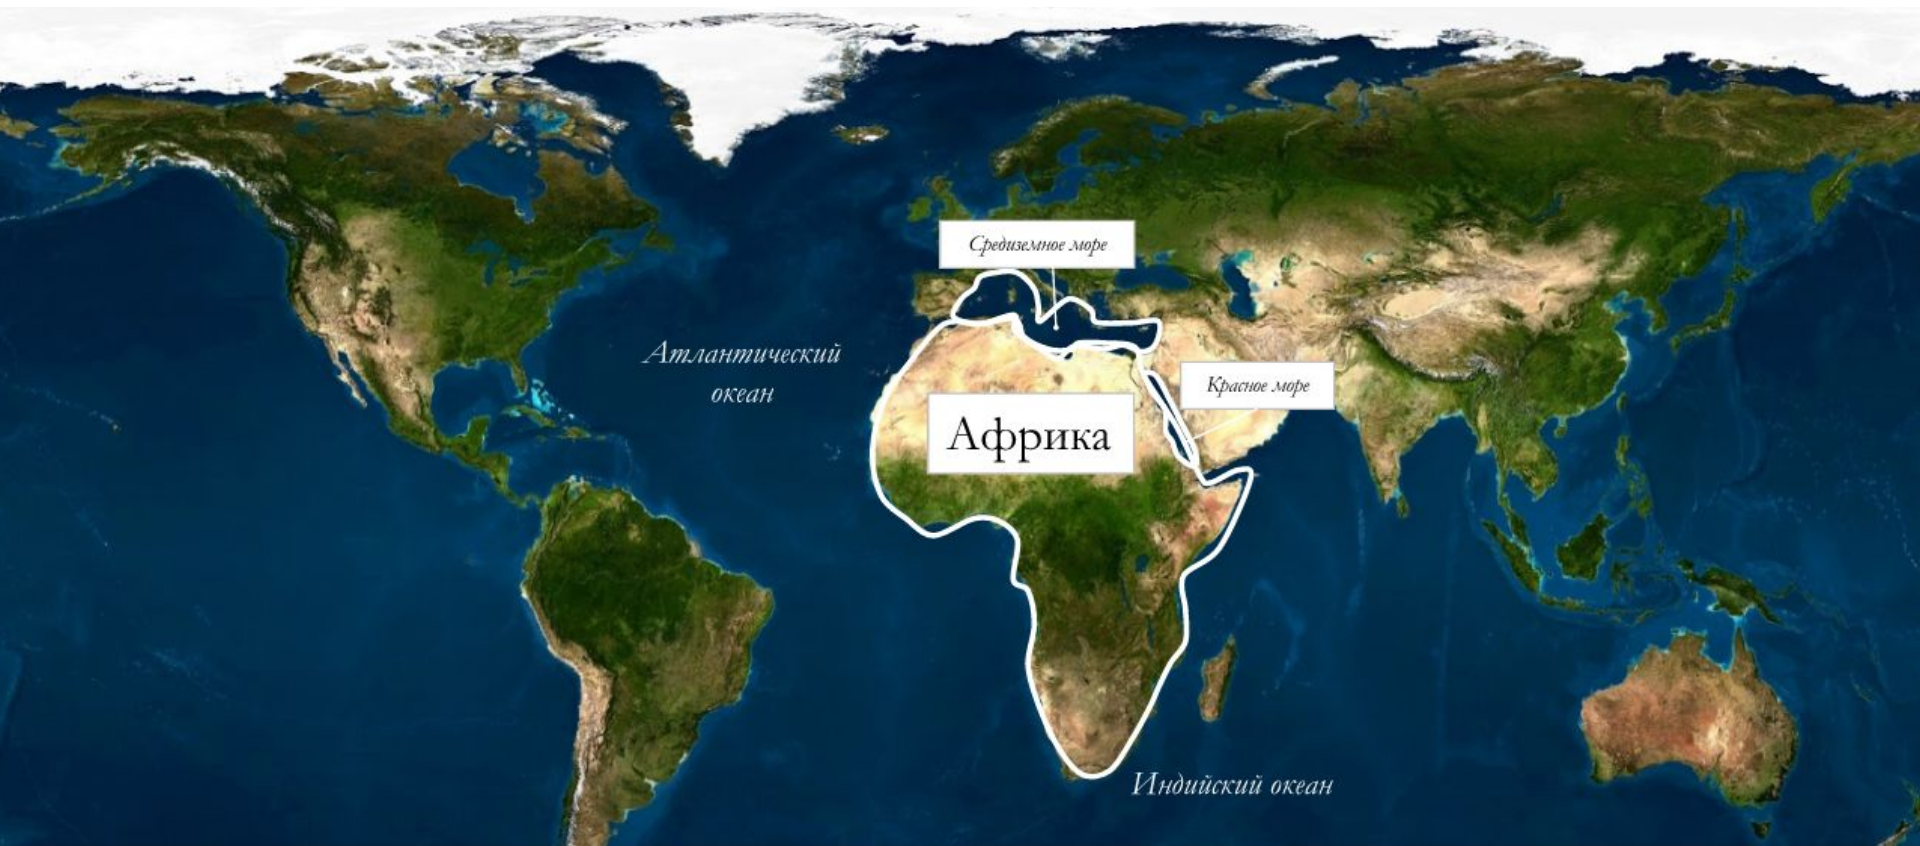 Средиземное море
Атлантический
океан
Красное море
Африка
Индийский океан